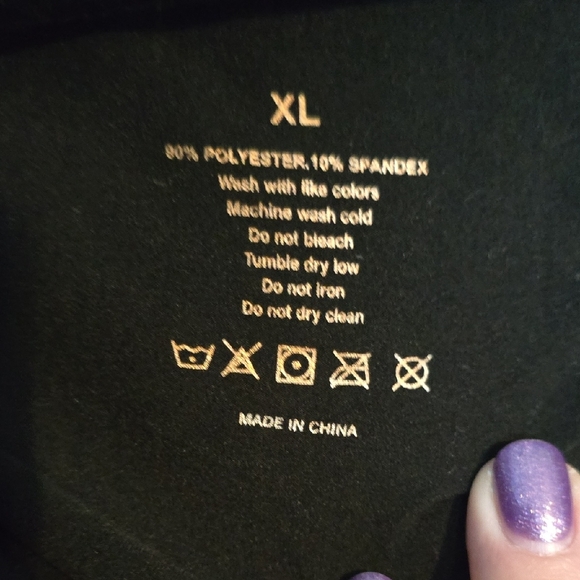 XL
90% POLYESTER,10% SPANDEX
Wash with like colors
Machine wash cold
Do not bleach
Tumble dry low
Do not iron
Do not dry clean
MADE IN CHINA